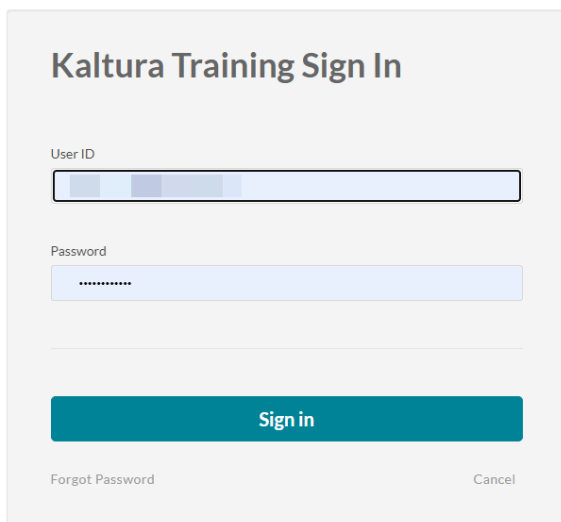 Kaltura Training Sign In
User ID
Password
Sign in
Forgot Password Cancel